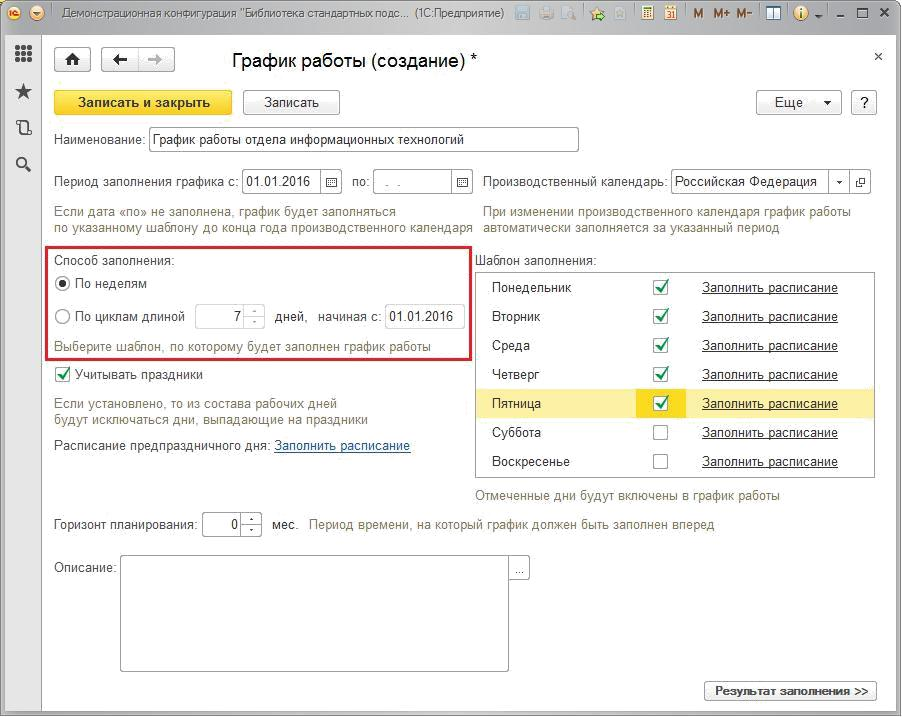 Демонстрационная конфигурация "Библиотека стандартных подс... (1С:Предприятие)
M M+ M-
График работы (создание) *
Записать и закрыть Записать Еще ?
Наименование: График работы отдела информационных технологий
Период заполнения графика с: 01.01.2016 по: . . Производственный календарь: Российская Федерация
Если дата «по» не заполнена, график будет заполняться
по указанному шаблону до конца года производственного календаря
При изменении производственного календаря график работы
автоматически заполняется за указанный период
Способ заполнения:
По неделям
По циклам длиной 7 дней, начиная с: 01.01.2016
Выберите шаблон, по которому будет заполнен график работы
Учитывать праздники
Если установлено, то из состава рабочих дней
будут исключаться дни, выпадающие на праздники
Расписание предпраздничного дня: Заполнить расписание
Шаблон заполнения:
Понедельник Заполнить расписание
Вторник Заполнить расписание
Среда Заполнить расписание
Четверг Заполнить расписание
Пятница Заполнить расписание
Суббота Заполнить расписание
Воскресенье Заполнить расписание
Отмеченные дни будут включены в график работы
Горизонт планирования: 0 мес. Период времени, на который график должен быть заполнен вперед
Описание: ...
Результат заполнения >>